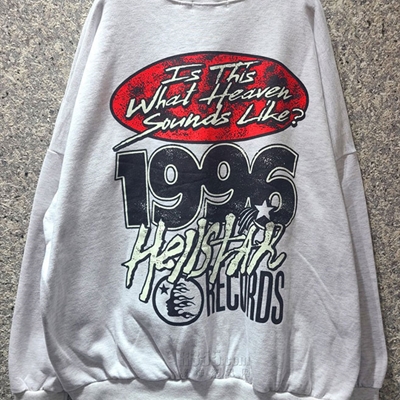 Is This
What Heaven
Sounds Like?
1996
Hellstar
RECORDS